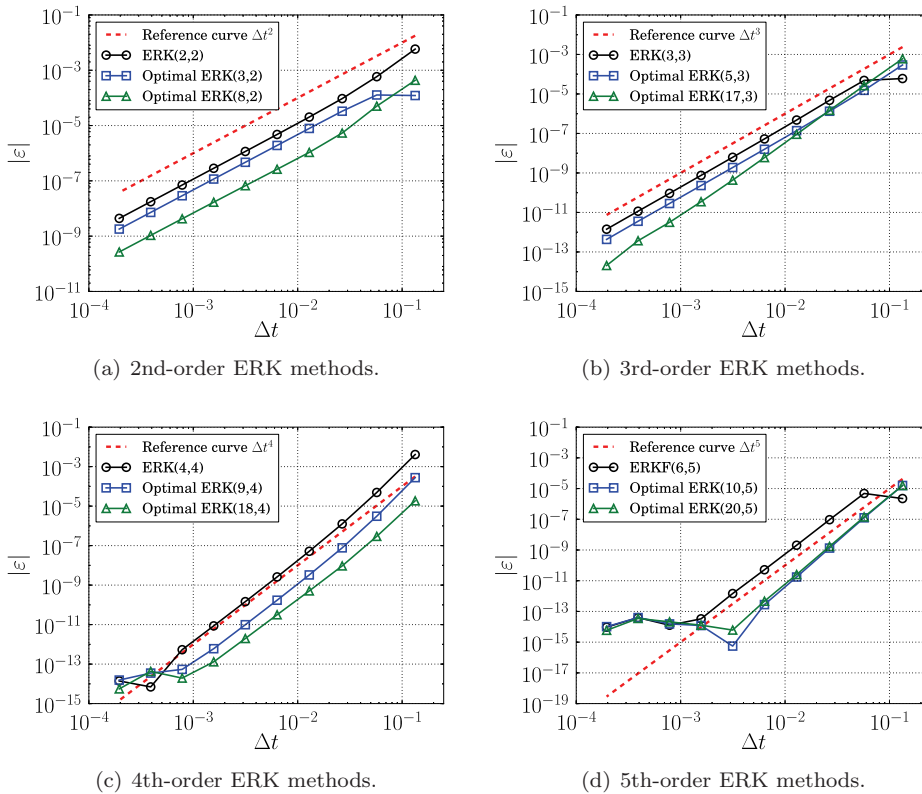 10⁻¹
10⁻³
10⁻⁵
10⁻⁷
10⁻⁹
10⁻¹¹
|ε|
Reference curve Δt²
ERK(2,2)
Optimal ERK(3,2)
Optimal ERK(8,2)
10⁻⁴ 10⁻³ 10⁻² 10⁻¹
Δt
(a) 2nd-order ERK methods.
10⁻¹
10⁻³
10⁻⁵
10⁻⁷
10⁻⁹
10⁻¹¹
10⁻¹³
10⁻¹⁵
|ε|
Reference curve Δt³
ERK(3,3)
Optimal ERK(5,3)
Optimal ERK(17,3)
10⁻⁴ 10⁻³ 10⁻² 10⁻¹
Δt
(b) 3rd-order ERK methods.
10⁻¹
10⁻³
10⁻⁵
10⁻⁷
10⁻⁹
10⁻¹¹
10⁻¹³
10⁻¹⁵
|ε|
Reference curve Δt⁴
ERK(4,4)
Optimal ERK(9,4)
Optimal ERK(18,4)
10⁻⁴ 10⁻³ 10⁻² 10⁻¹
Δt
(c) 4th-order ERK methods.
10⁻¹
10⁻³
10⁻⁵
10⁻⁷
10⁻⁹
10⁻¹¹
10⁻¹³
10⁻¹⁵
10⁻¹⁷
10⁻¹⁹
|ε|
Reference curve Δt⁵
ERKF(6,5)
Optimal ERK(10,5)
Optimal ERK(20,5)
10⁻⁴ 10⁻³ 10⁻² 10⁻¹
Δt
(d) 5th-order ERK methods.